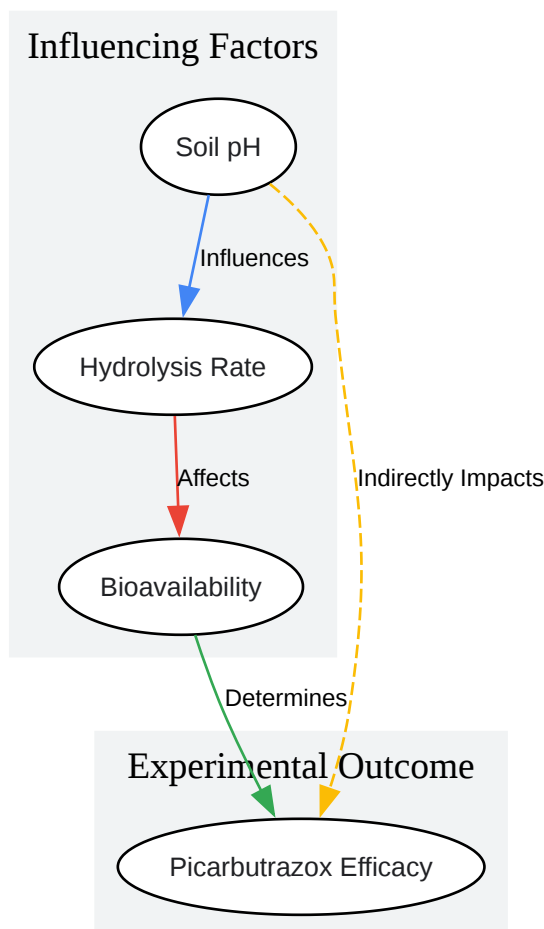 Influencing Factors
Soil pH
Influences
Hydrolysis Rate
Affects
Indirectly Impacts
Bioavailability
Determines
Experimental Outcome
Picarbutrazox Efficacy